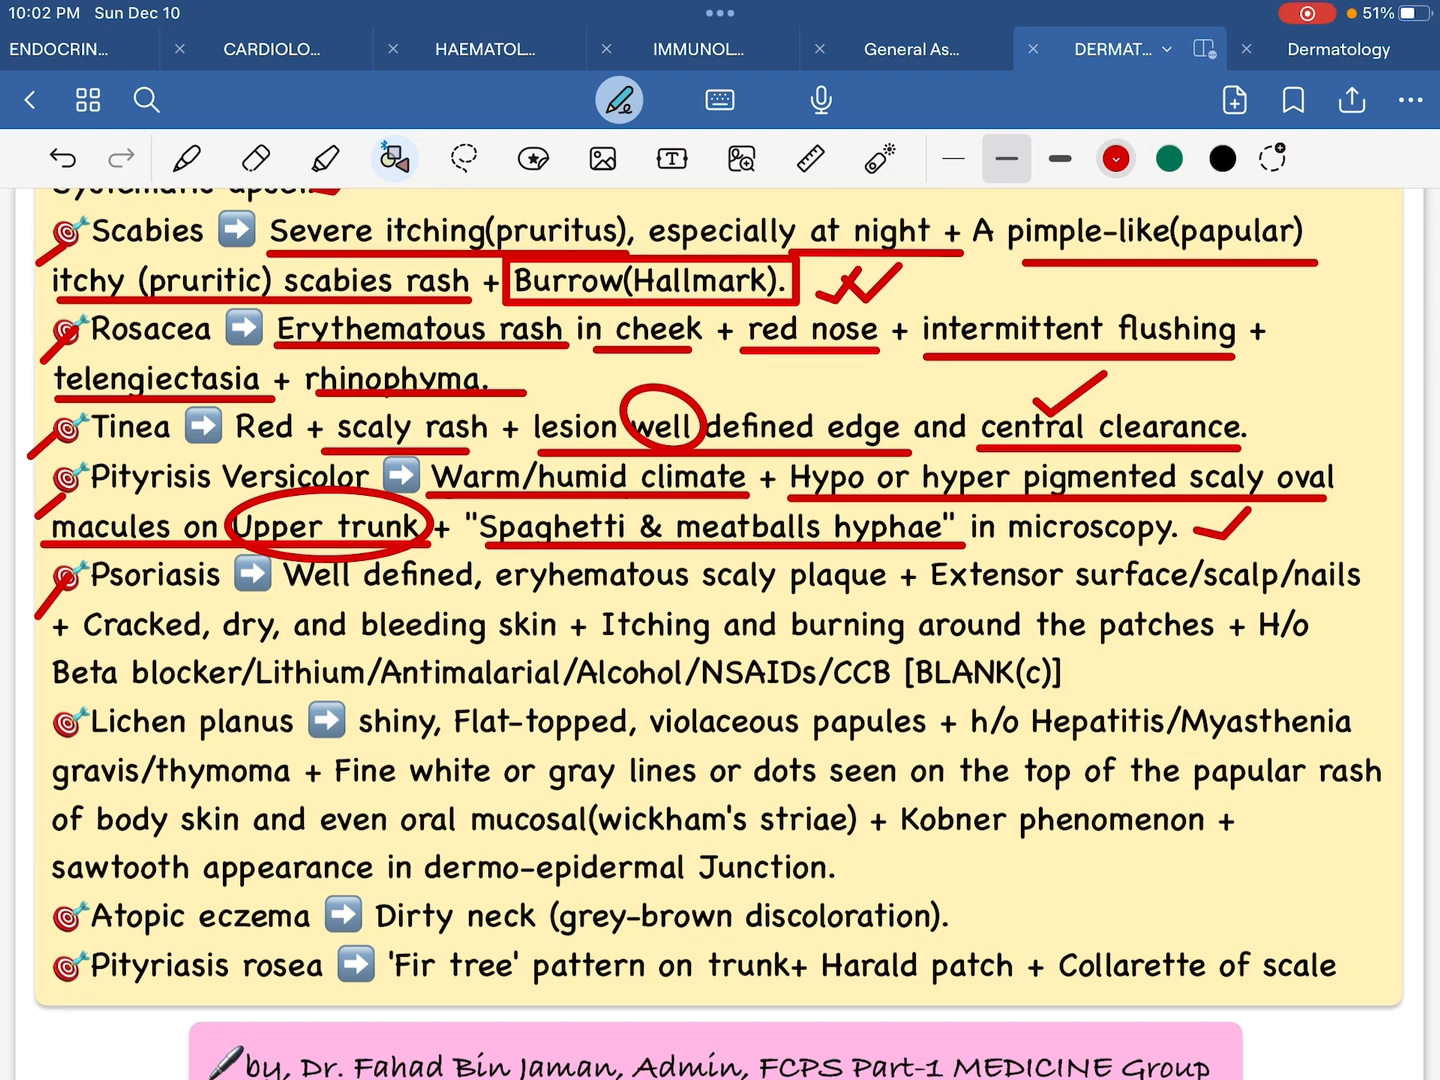 10:02 PM Sun Dec 10
51%
ENDOCRIN...
CARDIOLO...
HAEMATOL...
IMMUNOL...
General As...
DERMAT...
Dermatology
Scabies ➡ Severe itching(pruritus), especially at night + A pimple-like(papular)
itchy (pruritic) scabies rash + Burrow(Hallmark).
Rosacea ➡ Erythematous rash in cheek + red nose + intermittent flushing +
telengiectasia + rhinophyma.
Tinea ➡ Red + scaly rash + lesion well defined edge and central clearance.
Pityrisis Versicolor ➡ Warm/humid climate + Hypo or hyper pigmented scaly oval
macules on Upper trunk + "Spaghetti & meatballs hyphae" in microscopy.
Psoriasis ➡ Well defined, eryhematous scaly plaque + Extensor surface/scalp/nails
+ Cracked, dry, and bleeding skin + Itching and burning around the patches + H/o
Beta blocker/Lithium/Antimalarial/Alcohol/NSAIDs/CCB [BLANK(c)]
Lichen planus ➡ shiny, Flat-topped, violaceous papules + h/o Hepatitis/Myasthenia
gravis/thymoma + Fine white or gray lines or dots seen on the top of the papular rash
of body skin and even oral mucosal(wickham's striae) + Kobner phenomenon +
sawtooth appearance in dermo-epidermal Junction.
Atopic eczema ➡ Dirty neck (grey-brown discoloration).
Pityriasis rosea ➡ 'Fir tree' pattern on trunk+ Harald patch + Collarette of scale
by, Dr. Fahad Bin Jaman, Admin, FCPS Part-1 MEDICINE Group